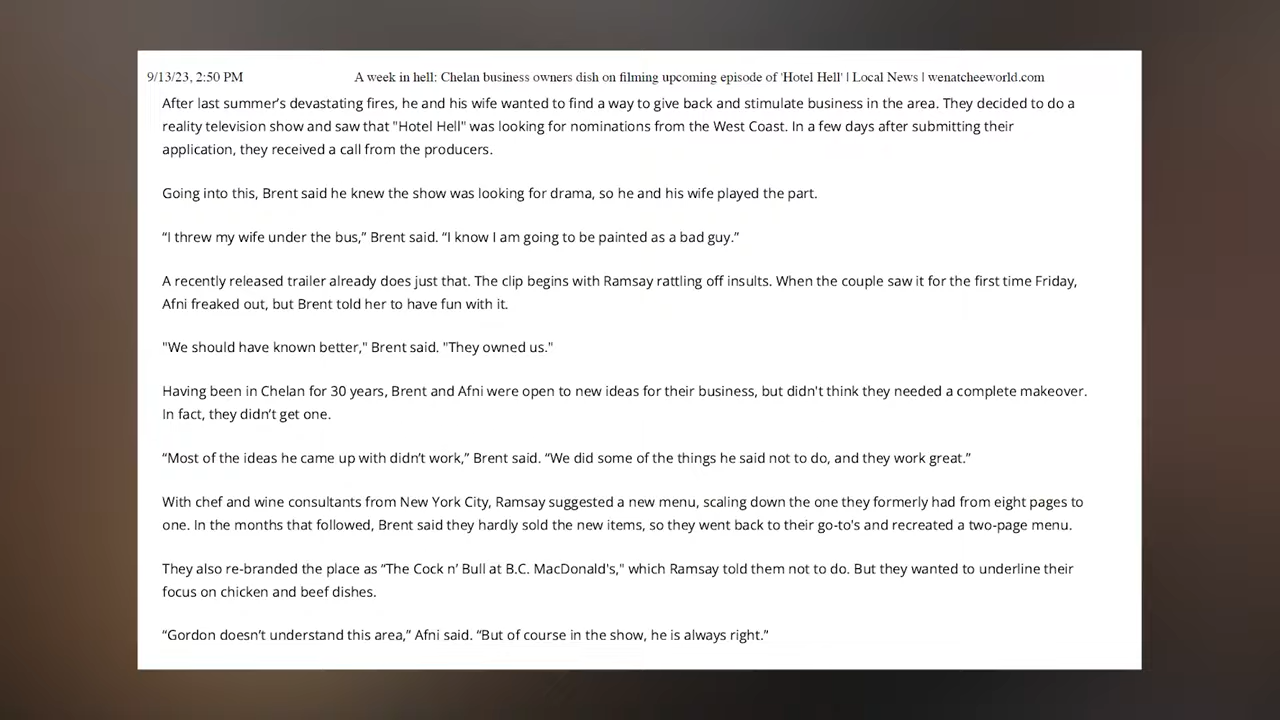 9/13/23, 2:50 PM A week in hell: Chelan business owners dish on filming upcoming episode of 'Hotel Hell' | Local News | wenatcheeworld.com
After last summer’s devastating fires, he and his wife wanted to find a way to give back and stimulate business in the area. They decided to do a
reality television show and saw that "Hotel Hell" was looking for nominations from the West Coast. In a few days after submitting their
application, they received a call from the producers.
Going into this, Brent said he knew the show was looking for drama, so he and his wife played the part.
“I threw my wife under the bus,” Brent said. “I know I am going to be painted as a bad guy.”
A recently released trailer already does just that. The clip begins with Ramsay rattling off insults. When the couple saw it for the first time Friday,
Afni freaked out, but Brent told her to have fun with it.
"We should have known better," Brent said. "They owned us."
Having been in Chelan for 30 years, Brent and Afni were open to new ideas for their business, but didn't think they needed a complete makeover.
In fact, they didn’t get one.
“Most of the ideas he came up with didn’t work,” Brent said. “We did some of the things he said not to do, and they work great.”
With chef and wine consultants from New York City, Ramsay suggested a new menu, scaling down the one they formerly had from eight pages to
one. In the months that followed, Brent said they hardly sold the new items, so they went back to their go-to's and recreated a two-page menu.
They also re-branded the place as “The Cock n’ Bull at B.C. MacDonald's," which Ramsay told them not to do. But they wanted to underline their
focus on chicken and beef dishes.
“Gordon doesn’t understand this area,” Afni said. “But of course in the show, he is always right.”